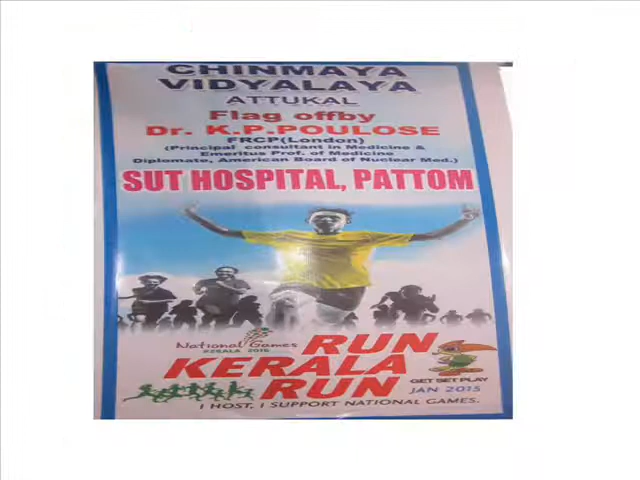 CHINMAYA
VIDYALAYA
ATTUKAL
Flag offby
Dr. K.P.POULOSE
FRCP(London)
(Principal consultant in Medicine &
Emeritus Prof. of Medicine
Diplomate, American Board of Nuclear Med.)
SUT HOSPITAL, PATTOM
National Games
KERALA 2015
RUN
KERALA
RUN
GET SET PLAY
JAN 2015
I HOST, I SUPPORT NATIONAL GAMES.